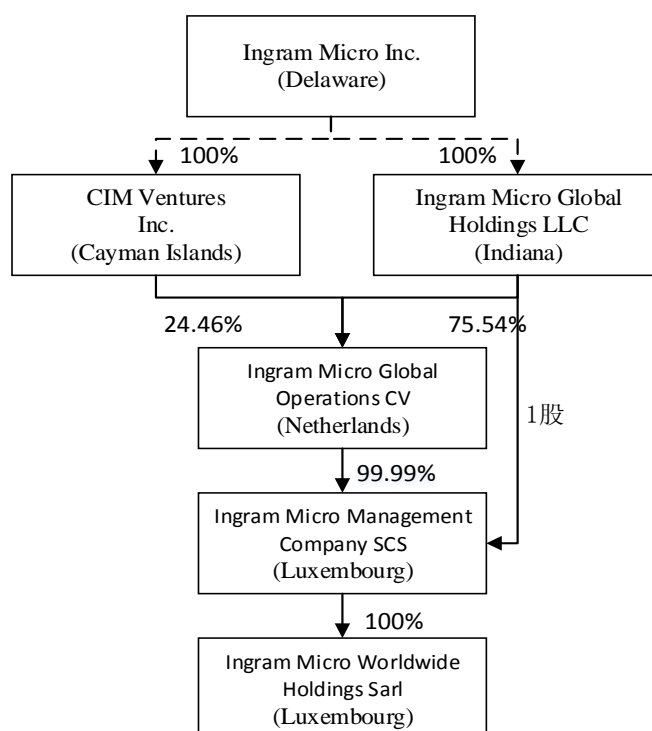 Ingram Micro Inc.
(Delaware)
100%
100%
CIM Ventures
Inc.
(Cayman Islands)
Ingram Micro Global
Holdings LLC
(Indiana)
24.46%
75.54%
Ingram Micro Global
Operations CV
(Netherlands)
1股
99.99%
Ingram Micro Management
Company SCS
(Luxembourg)
100%
Ingram Micro Worldwide
Holdings Sarl
(Luxembourg)